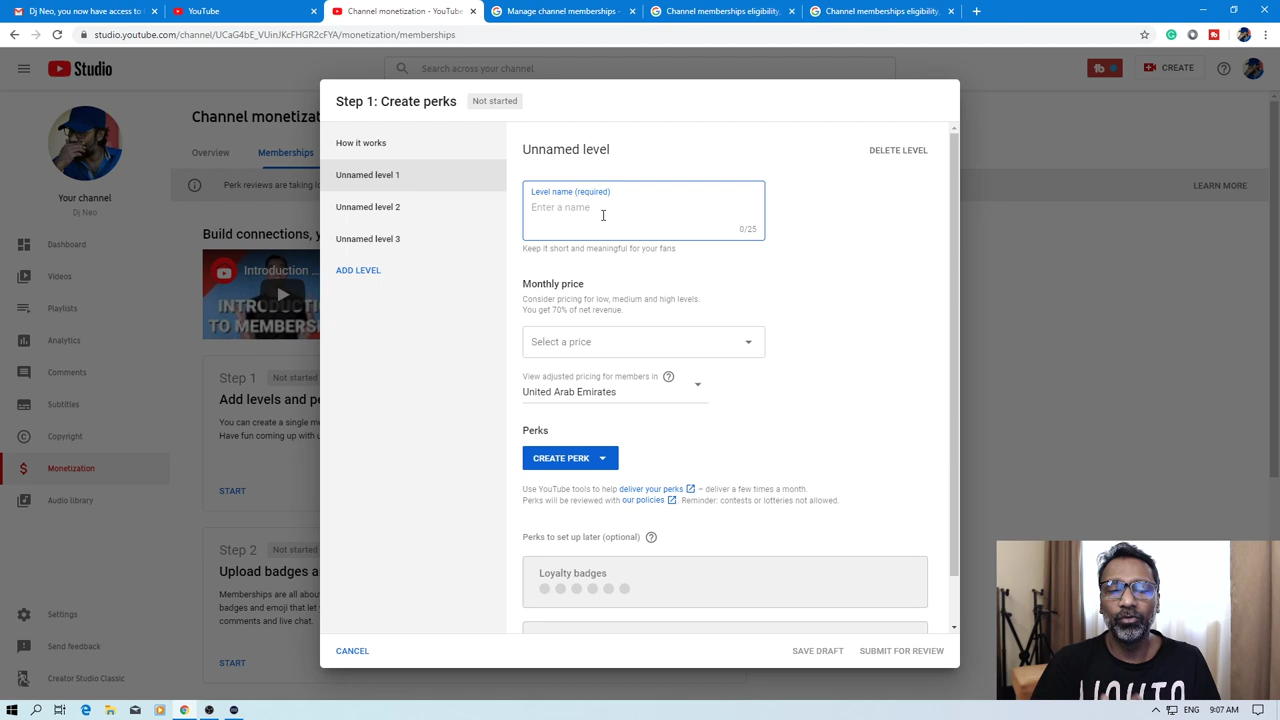 Dj Neo, you now have access to
YouTube
Channel monetization - YouTu
Manage channel memberships -
Channel memberships eligibility,
Channel memberships eligibility,
studio.youtube.com/channel/UCaG4bE_VUinJKcFHGR2cFYA/monetization/memberships
Studio
Search across your channel
CREATE
Your channel
Dj Neo
Dashboard
Videos
Playlists
Analytics
Comments
Subtitles
Copyright
Monetization
Audio library
Settings
Send feedback
Creator Studio Classic
Channel monetiza
Overview
Memberships
Perk reviews are taking lo
LEARN MORE
Build connections, y
Introduction
INTRODUCTI
TO MEMBERSH
Step 1
Not started
Add levels and pe
You can create a single me
Have fun coming up with u
START
Step 2
Not started
Upload badges a
Memberships are all about
badges and emoji that let y
comments and live chat.
START
Step 1: Create perks
Not started
How it works
Unnamed level 1
Unnamed level 2
Unnamed level 3
ADD LEVEL
Unnamed level
DELETE LEVEL
Level name (required)
Enter a name
0/25
Keep it short and meaningful for your fans
Monthly price
Consider pricing for low, medium and high levels.
You get 70% of net revenue.
Select a price
View adjusted pricing for members in
United Arab Emirates
Perks
CREATE PERK
Use YouTube tools to help deliver your perks – deliver a few times a month.
Perks will be reviewed with our policies . Reminder: contests or lotteries not allowed.
Perks to set up later (optional)
Loyalty badges
CANCEL
SAVE DRAFT
SUBMIT FOR REVIEW
ENG
9:07 AM